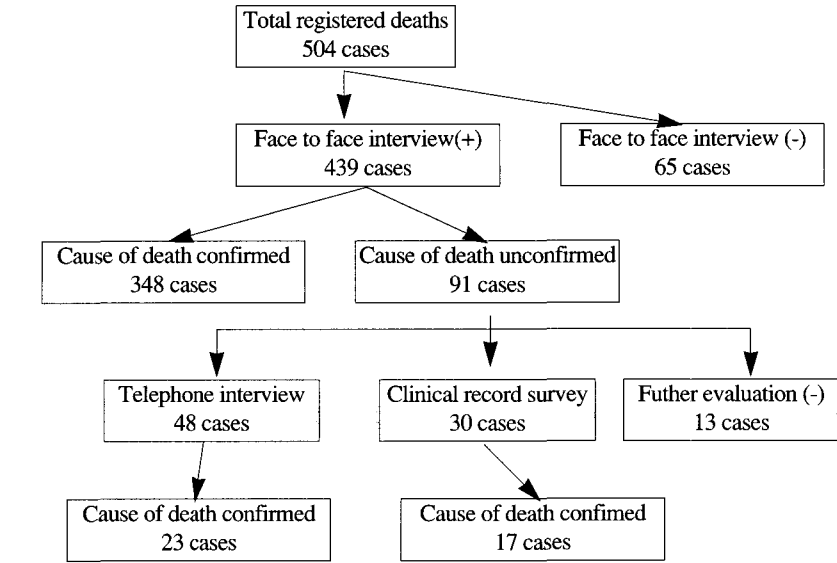 Total registered deaths
504 cases
Face to face interview(+)
439 cases
Face to face interview (-)
65 cases
Cause of death confirmed
348 cases
Cause of death unconfirmed
91 cases
Telephone interview
48 cases
Clinical record survey
30 cases
Futher evaluation (-)
13 cases
Cause of death confirmed
23 cases
Cause of death confimed
17 cases